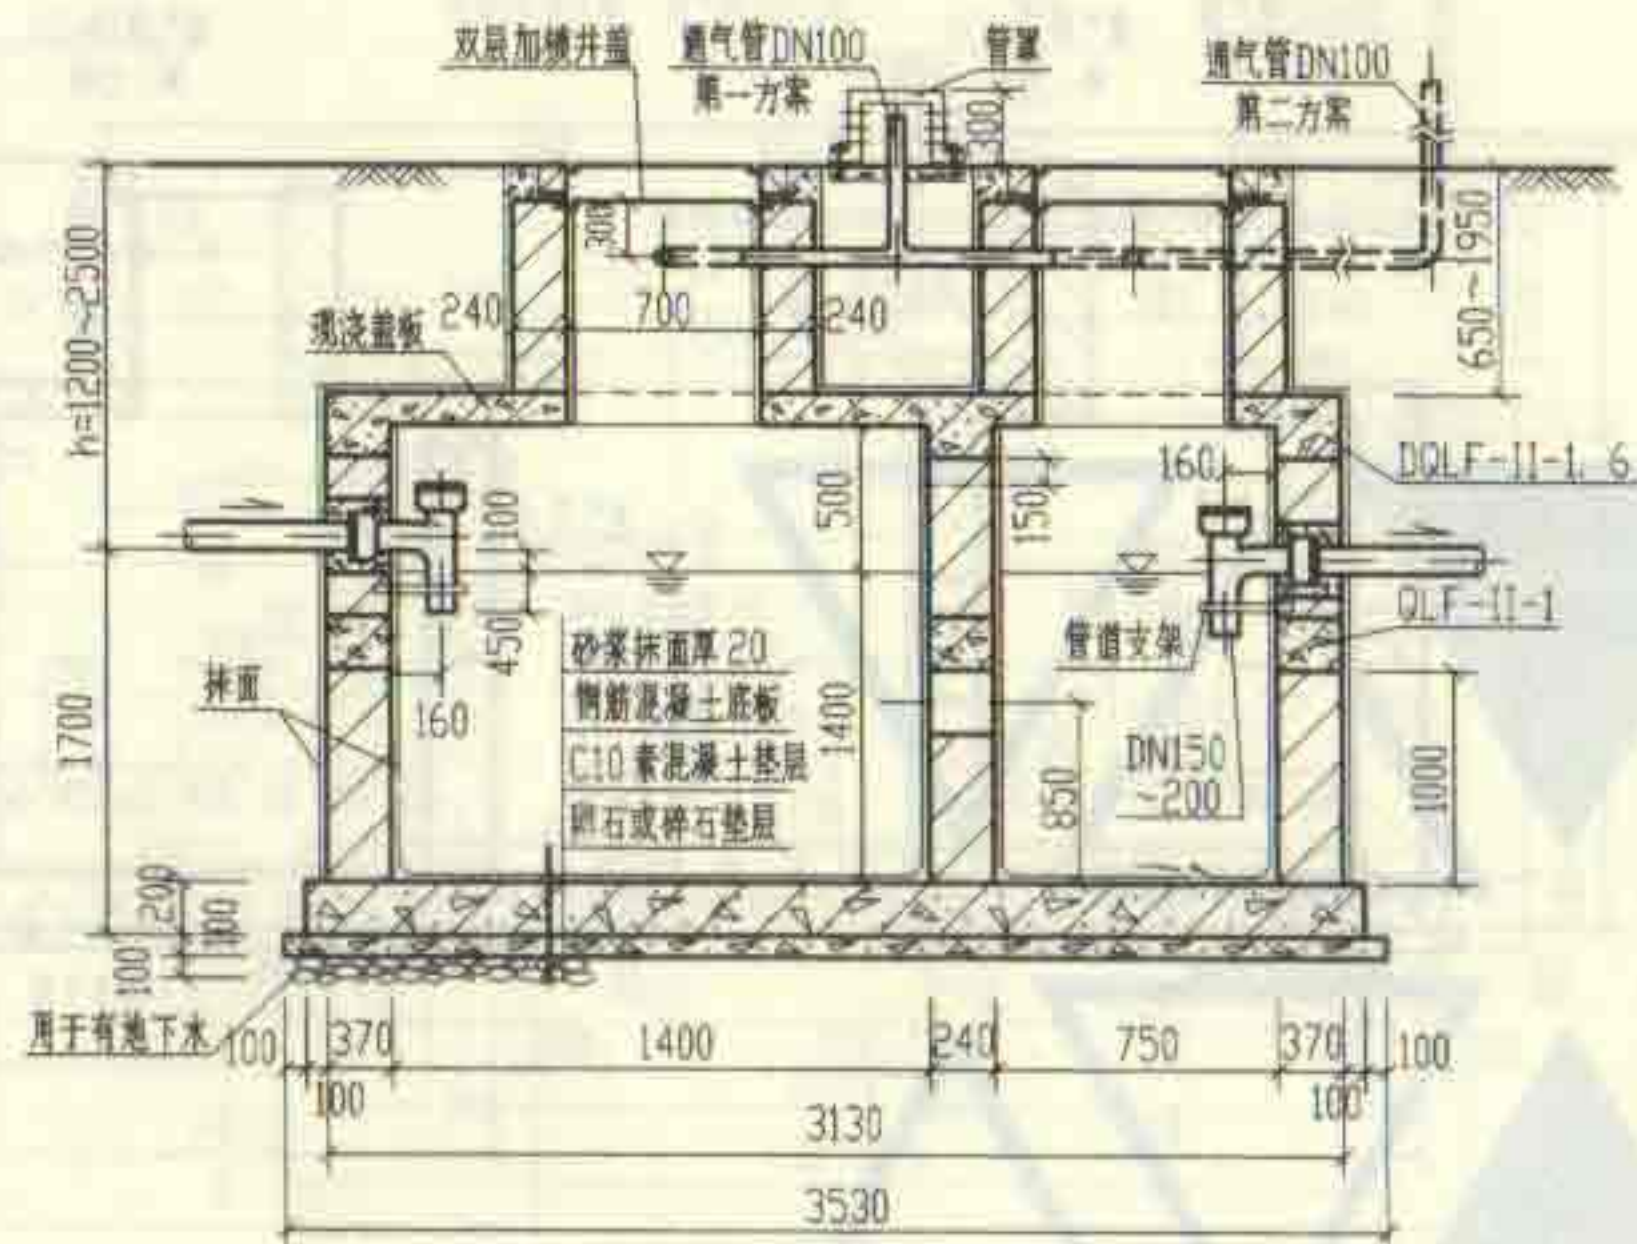 双层加锁井盖
通气管DN100
第一方案
管罩
通气管DN100
第二方案
300
300
h=1200~2500
650~1950
现浇盖板
240
700
240
DQLF-II-1.6
160
100
500
150
QLF-II-1
450
砂浆抹面厚20
钢筋混凝土底板
C10素混凝土垫层
卵石或碎石垫层
管道支架
抹面
160
1700
1400
850
DN150
~200
1000
200
100
100
用于有地下水
100
370
1400
240
750
370
100
100
100
3130
3530